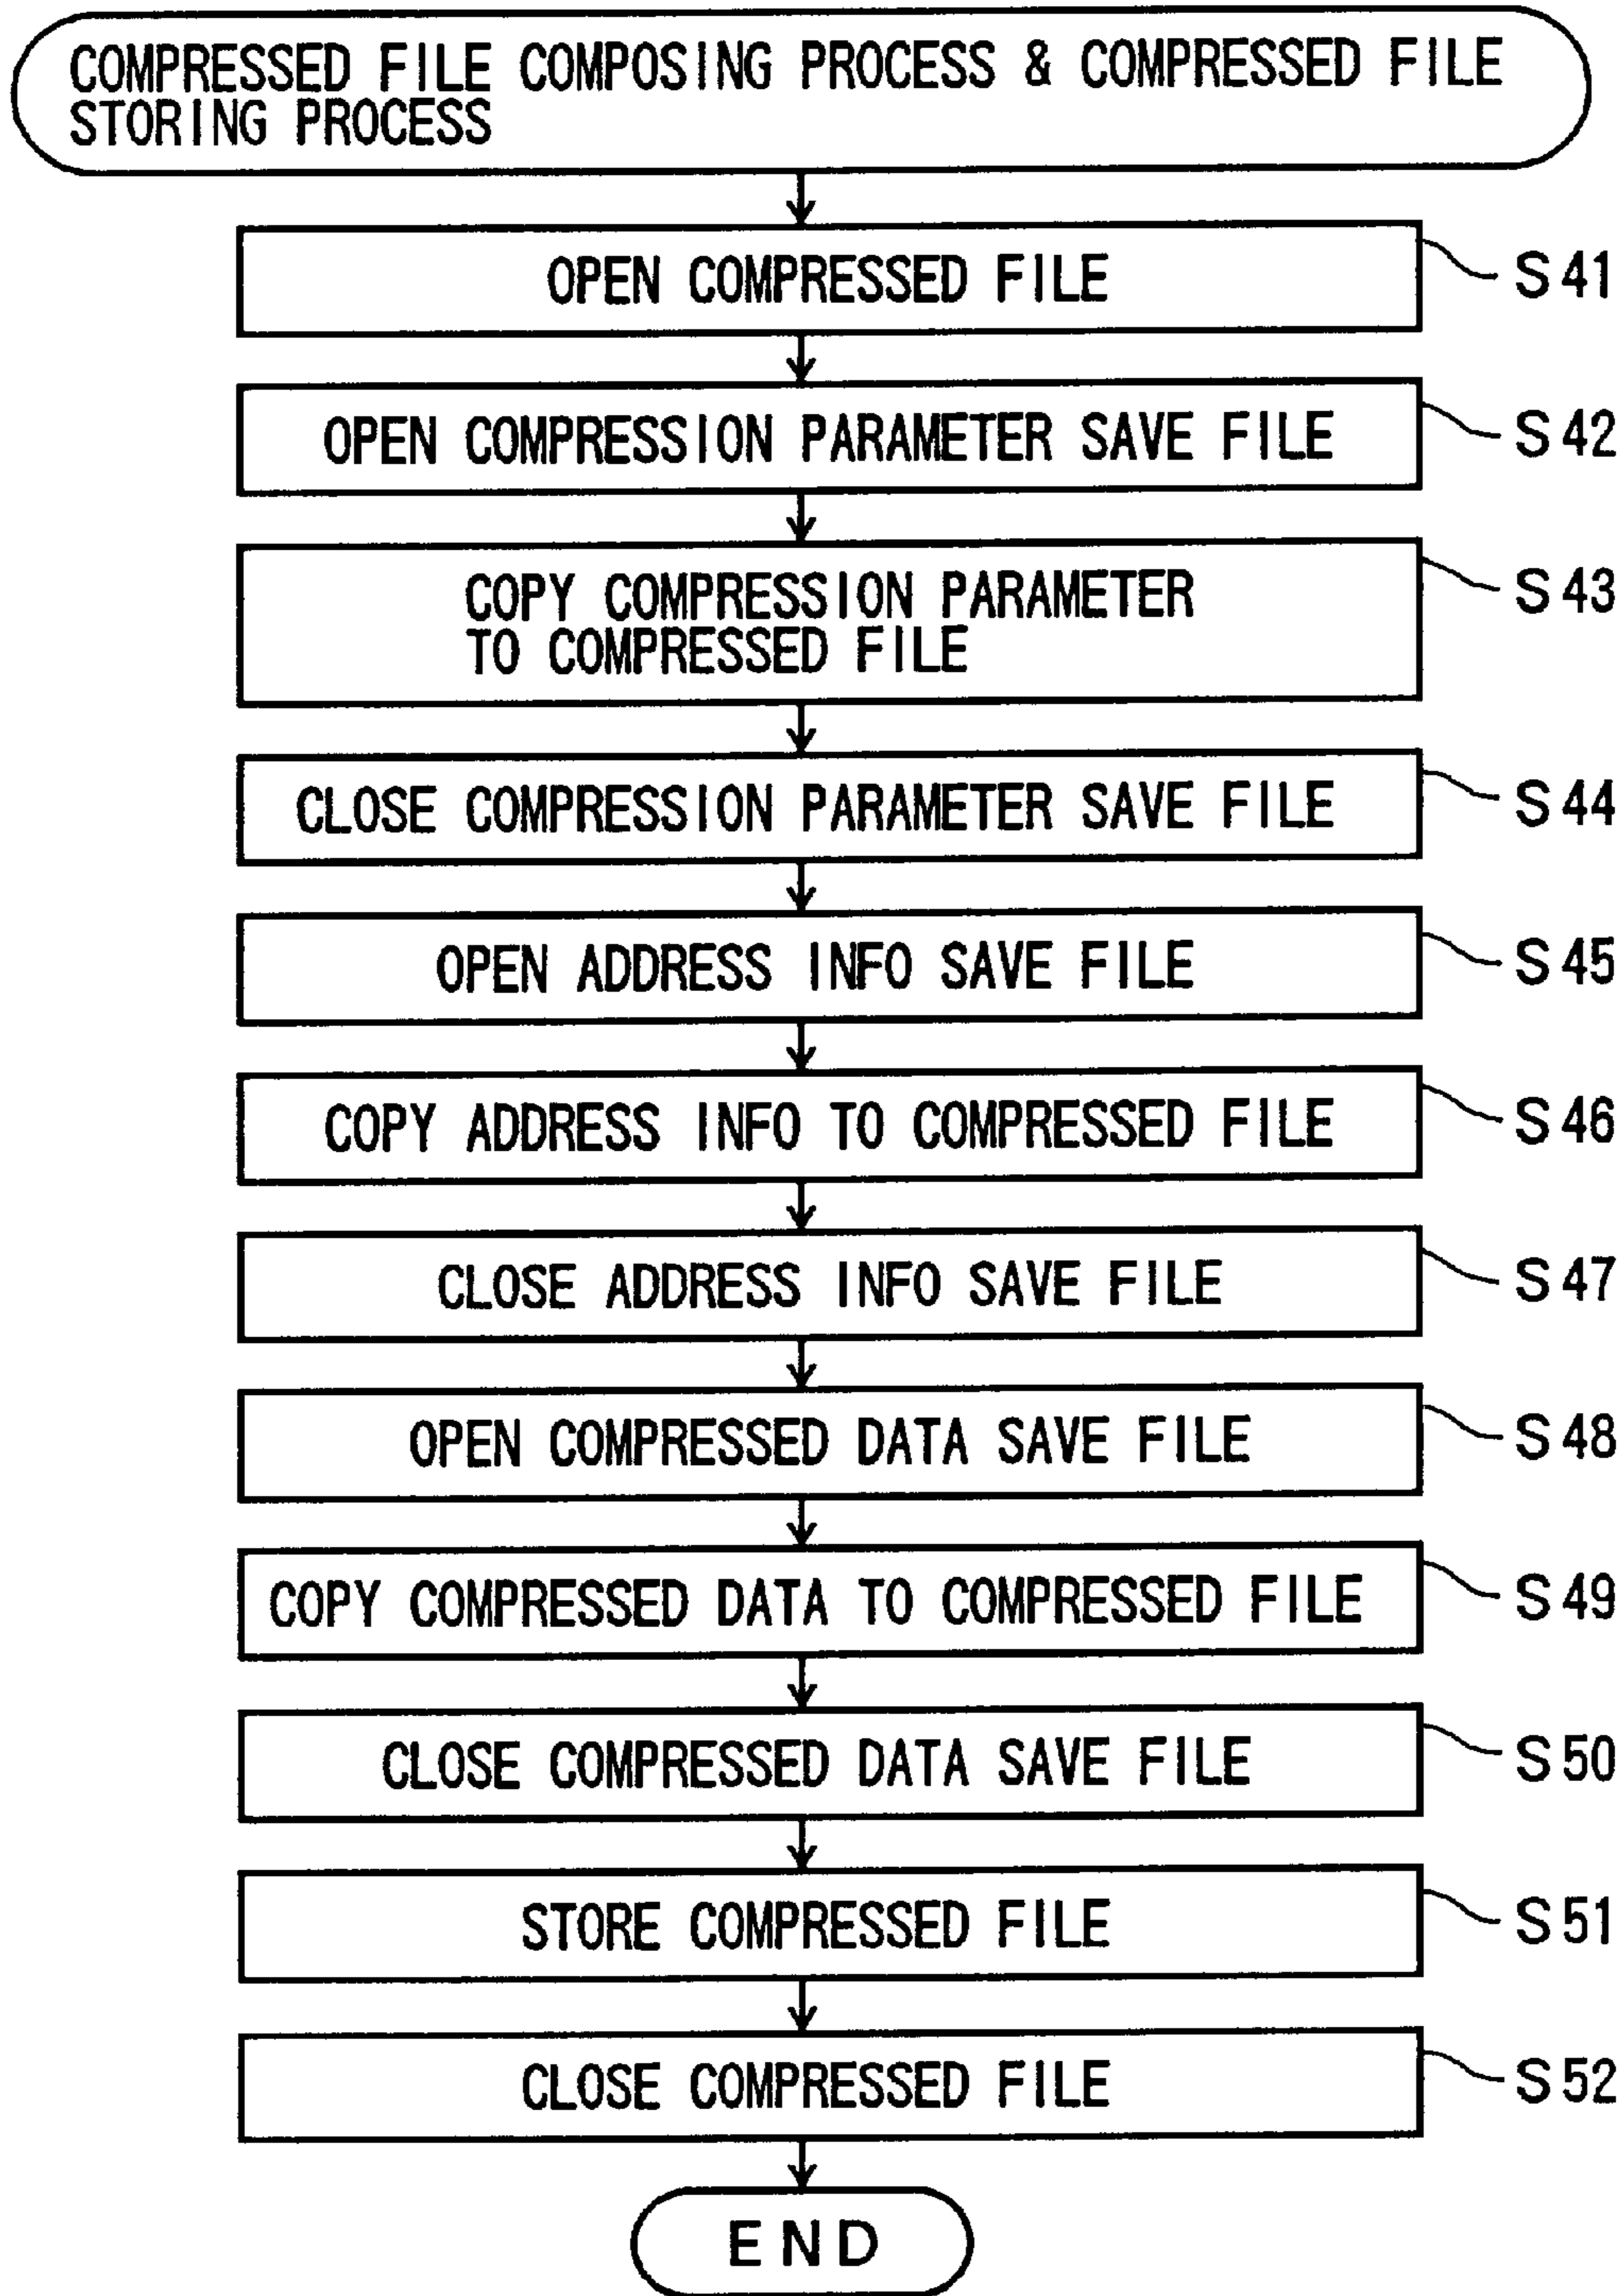 COMPRESSED FILE COMPOSING PROCESS & COMPRESSED FILE
STORING PROCESS
OPEN COMPRESSED FILE
S41
OPEN COMPRESSION PARAMETER SAVE FILE
S42
COPY COMPRESSION PARAMETER
TO COMPRESSED FILE
S43
CLOSE COMPRESSION PARAMETER SAVE FILE
S44
OPEN ADDRESS INFO SAVE FILE
S45
COPY ADDRESS INFO TO COMPRESSED FILE
S46
CLOSE ADDRESS INFO SAVE FILE
S47
OPEN COMPRESSED DATA SAVE FILE
S48
COPY COMPRESSED DATA TO COMPRESSED FILE
S49
CLOSE COMPRESSED DATA SAVE FILE
S50
STORE COMPRESSED FILE
S51
CLOSE COMPRESSED FILE
S52
END